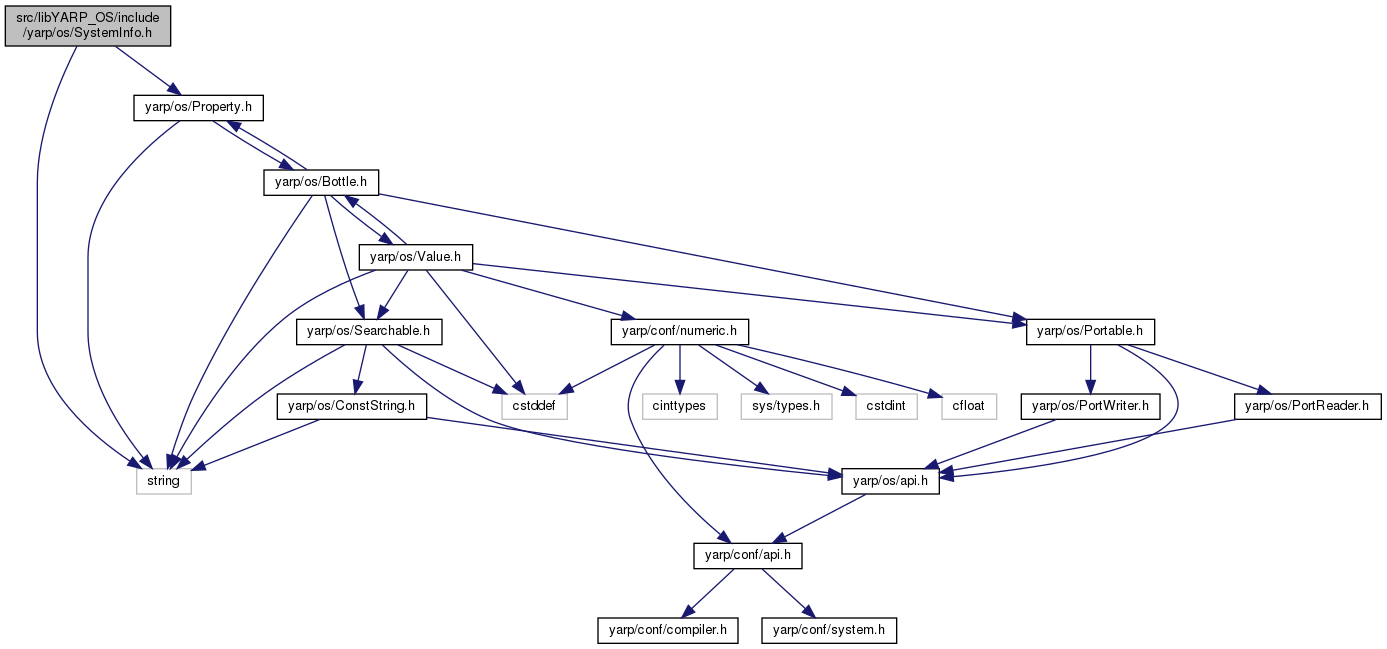 src/libYARP_OS/include
/yarp/os/SystemInfo.h
yarp/os/Property.h
yarp/os/Bottle.h
yarp/os/Value.h
yarp/os/Searchable.h
yarp/conf/numeric.h
yarp/os/Portable.h
yarp/os/ConstString.h
cstddef
cinttypes
sys/types.h
cstdint
cfloat
yarp/os/PortWriter.h
yarp/os/PortReader.h
string
yarp/os/api.h
yarp/conf/api.h
yarp/conf/compiler.h
yarp/conf/system.h